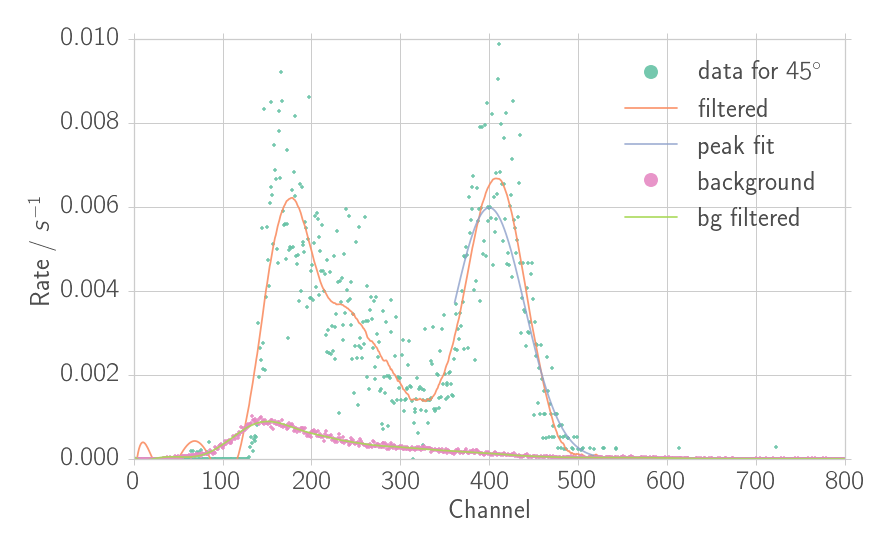 0.010
0.008
0.006
0.004
0.002
0.000
Rate / s⁻¹
data for 45°
filtered
peak fit
background
bg filtered
0 100 200 300 400 500 600 700 800
Channel